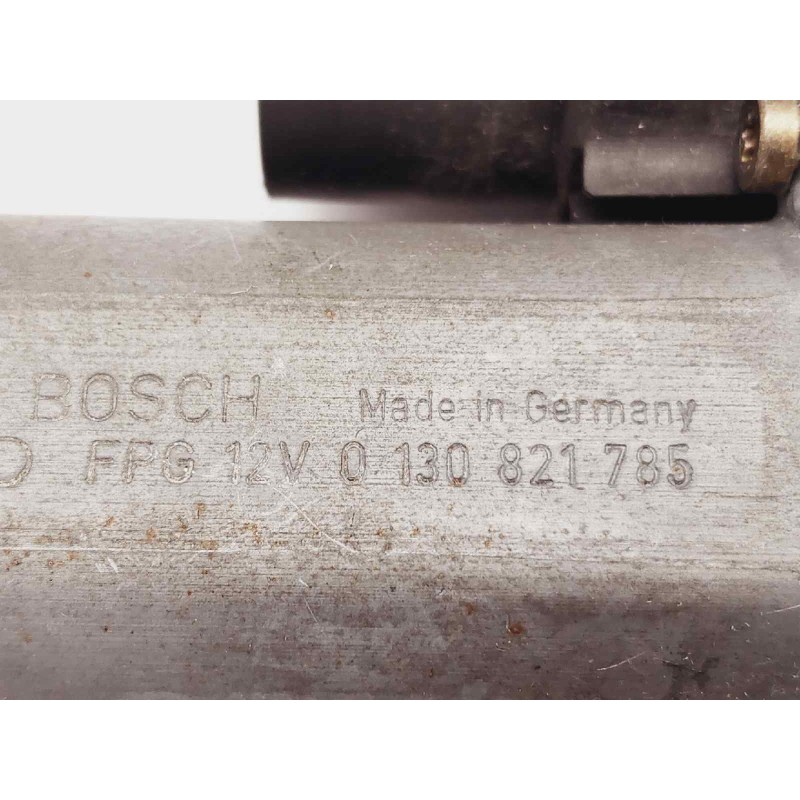 BOSCH Made in Germany
FPG 12V 0 130 821 785